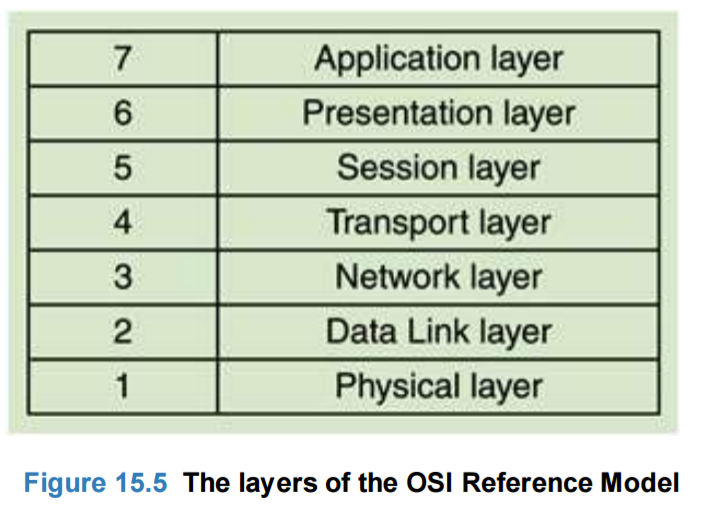 7 Application layer
6 Presentation layer
5 Session layer
4 Transport layer
3 Network layer
2 Data Link layer
1 Physical layer
Figure 15.5 The layers of the OSI Reference Model